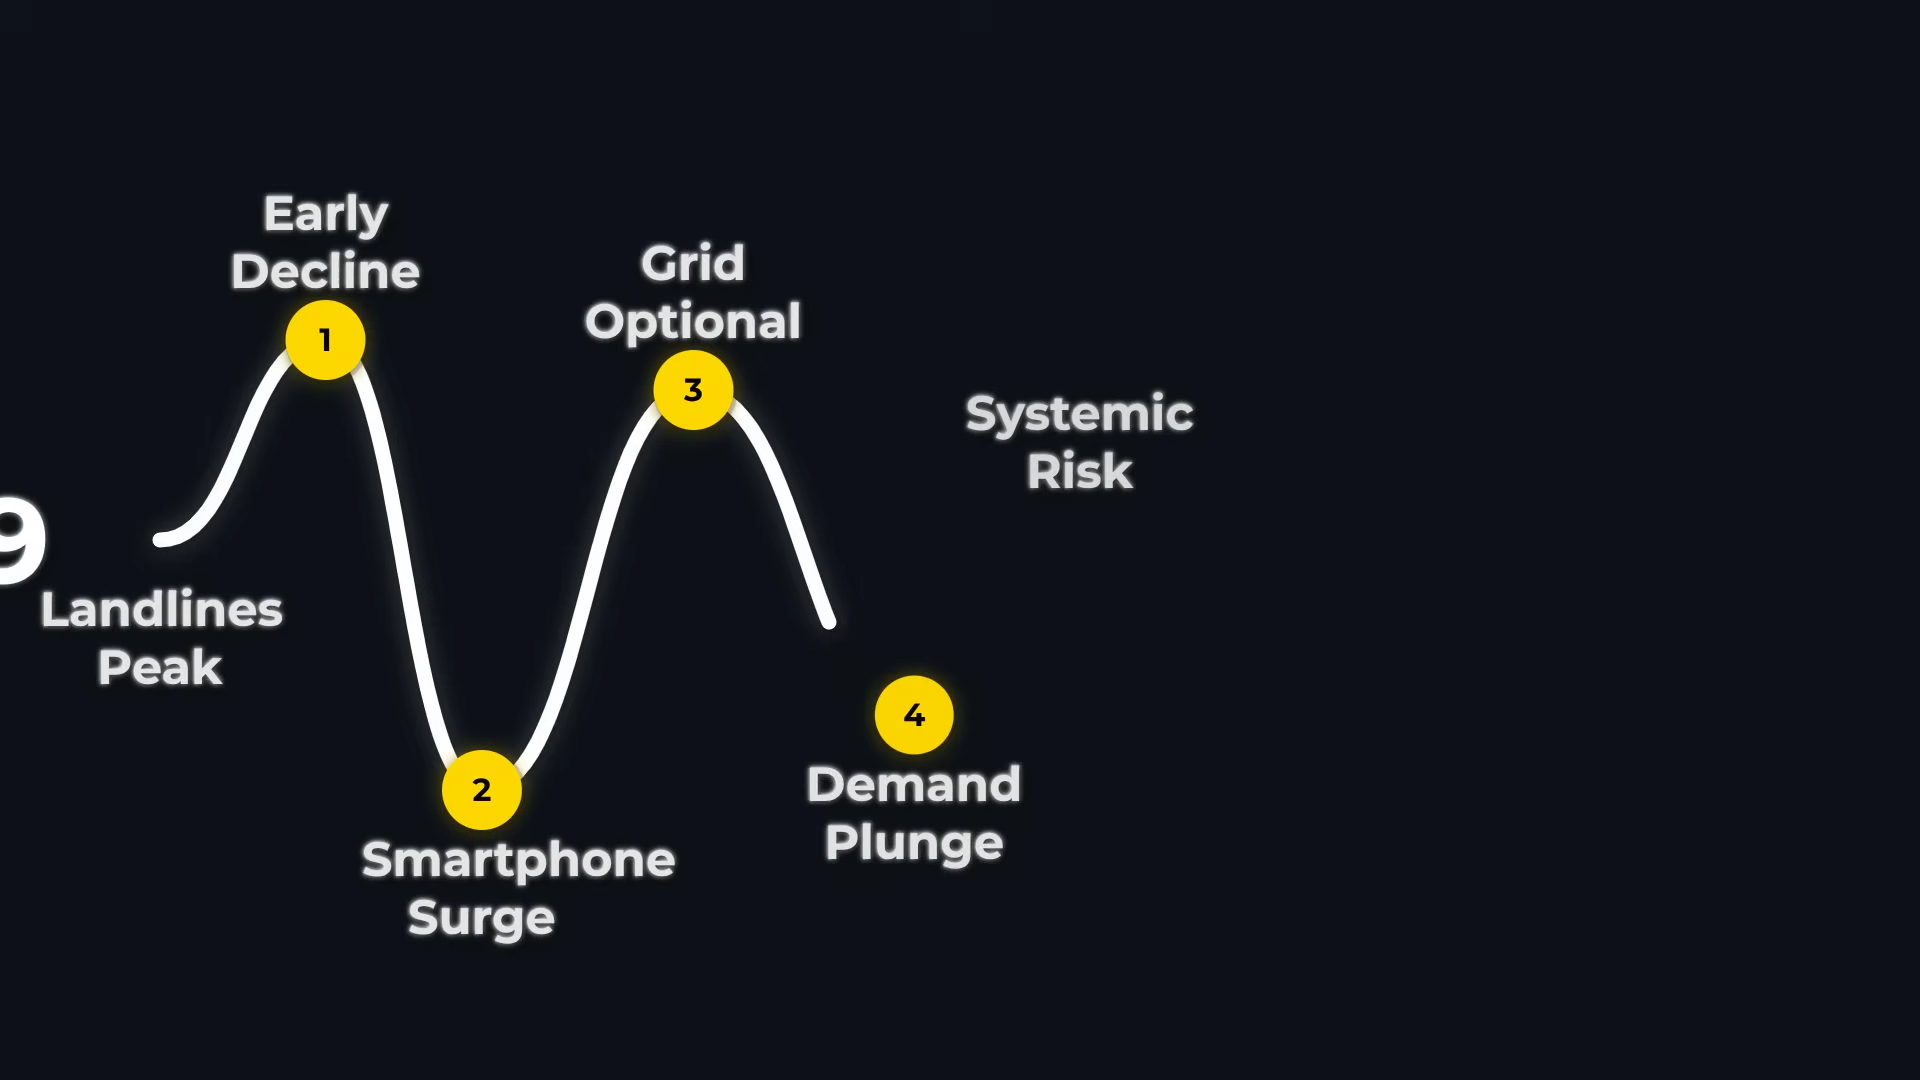 Early
Decline
1
Grid
Optional
3
Systemic
Risk
9
Landlines
Peak
4
Demand
Plunge
2
Smartphone
Surge